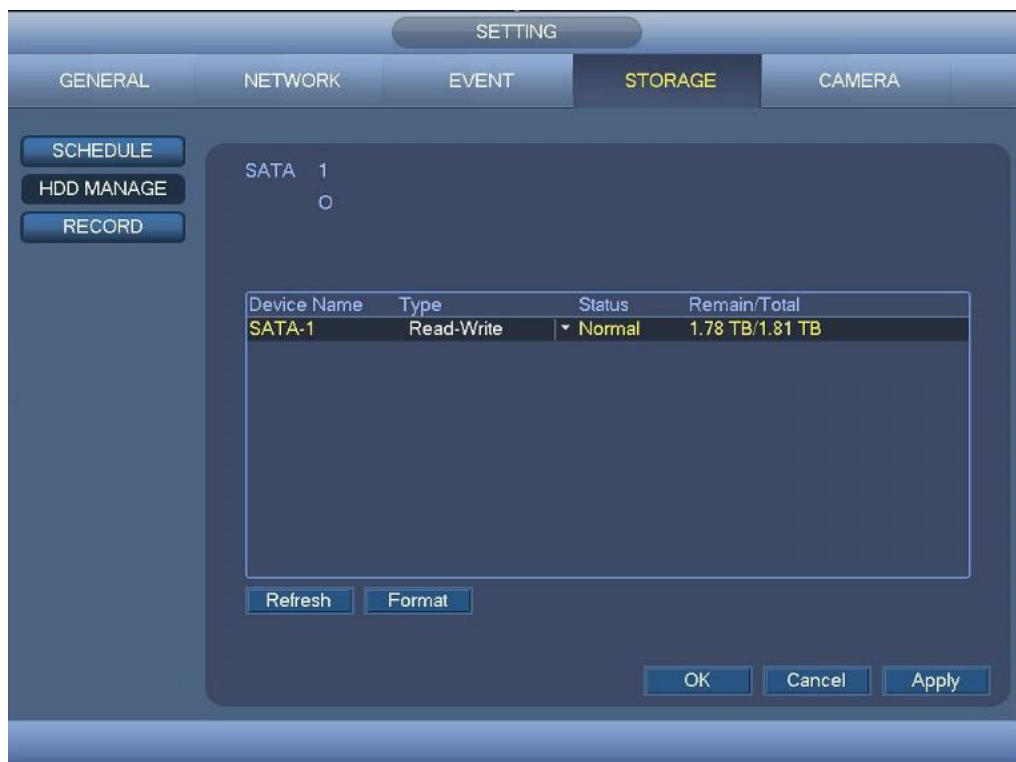 SETTING
GENERAL NETWORK EVENT STORAGE CAMERA
SCHEDULE
HDD MANAGE
RECORD
SATA 1
O
Device Name Type Status Remain/Total
SATA-1 Read-Write Normal 1.78 TB/1.81 TB
Refresh Format
OK Cancel Apply